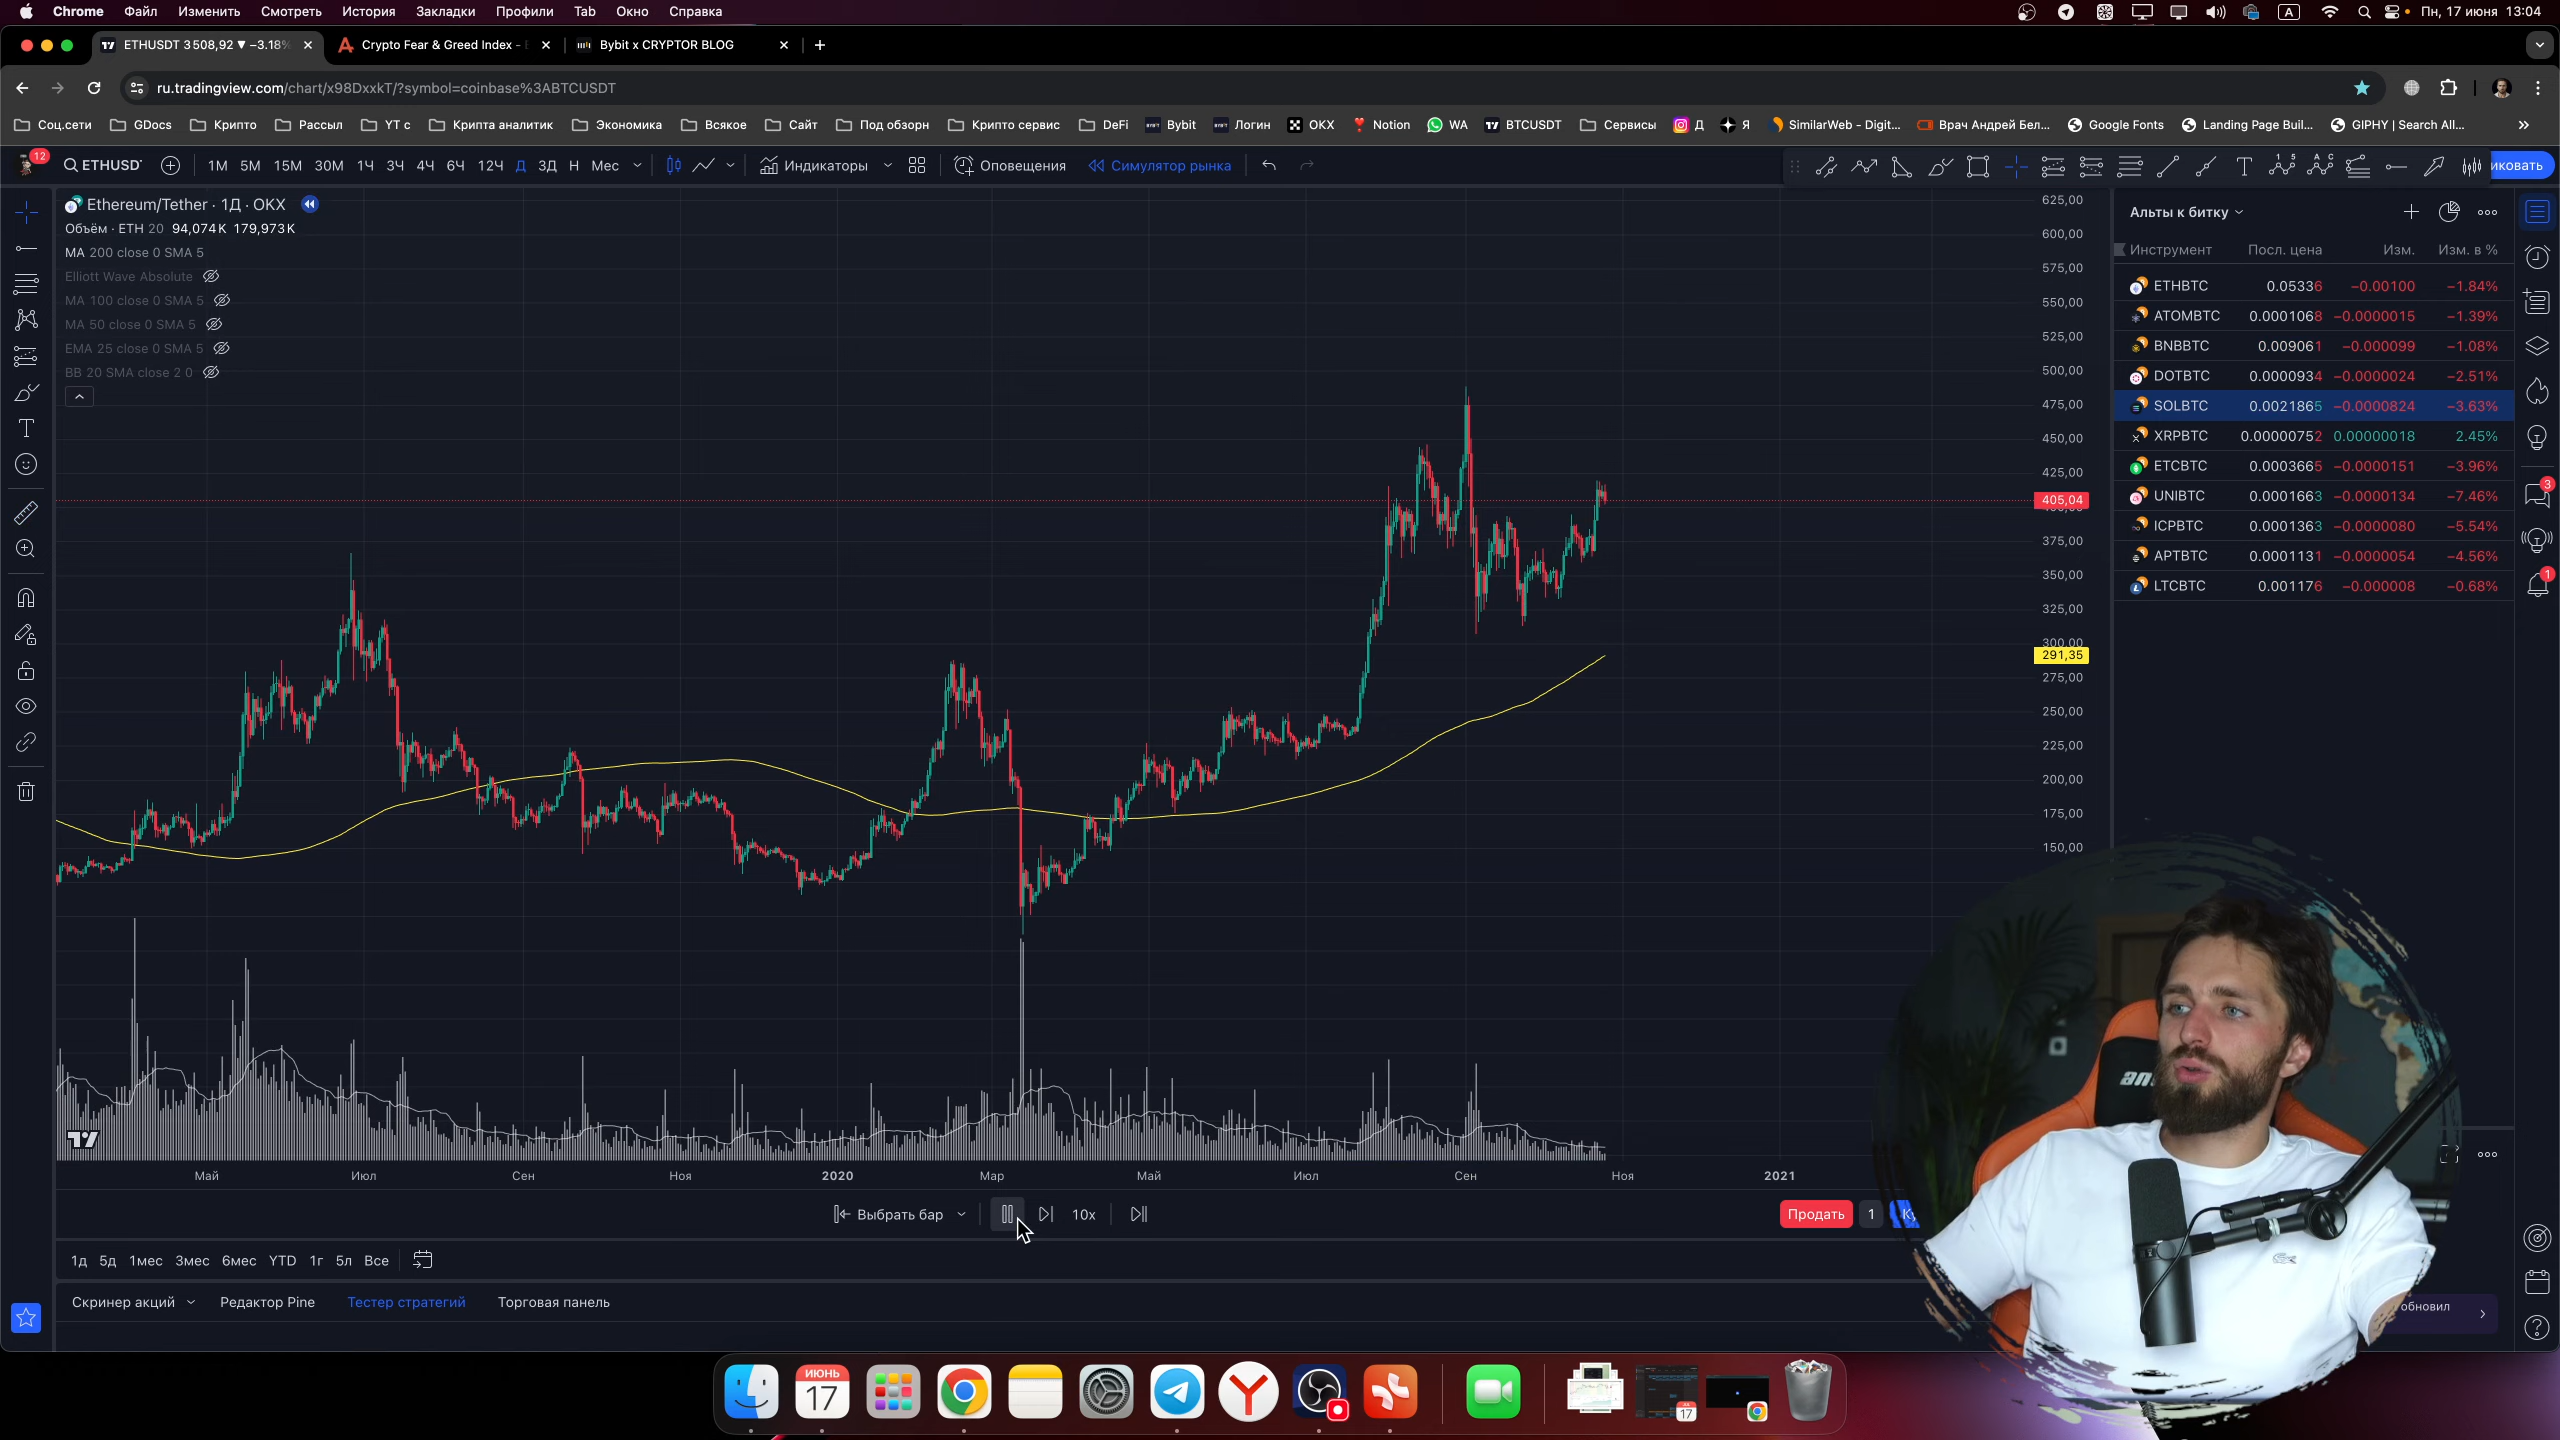 Chrome Файл Изменить Смотреть История Закладки Профили Tab Окно Справка A Пн, 17 июня 13:04
ETHUSDT 3 508,92 ▼ −3.18% Crypto Fear & Greed Index - Bybit x CRYPTOR BLOG
ru.tradingview.com/chart/x98DxxkT/?symbol=coinbase%3ABTCUSDT
Соц.сети GDocs Крипто Рассыл YT с Крипта аналитик Экономика Всякое Сайт Под обзорн Крипто сервис DeFi Bybit Логин OKX Notion WA BTCUSDT Сервисы Д Я SimilarWeb - Digit... Врач Андрей Бел... Google Fonts Landing Page Buil... GIPHY | Search All... »
12 ETHUSD 1М 5М 15М 30М 1Ч 3Ч 4Ч 6Ч 12Ч Д 3Д Н Мес Индикаторы Оповещения Симулятор рынка иковать
Ethereum/Tether · 1Д · OKX
Объём · ETH 20 94,074K 179,973K
MA 200 close 0 SMA 5
Elliott Wave Absolute
MA 100 close 0 SMA 5
MA 50 close 0 SMA 5
EMA 25 close 0 SMA 5
BB 20 SMA close 2 0
625,00
600,00
575,00
550,00
525,00
500,00
475,00
450,00
425,00
405,04
375,00
350,00
325,00
300,00
291,35
275,00
250,00
225,00
200,00
175,00
150,00
Альты к битку
Инструмент Посл. цена Изм. Изм. в %
ETHBTC 0.05336 −0.00100 −1.84%
ATOMBTC 0.0001068 −0.0000015 −1.39%
BNBBTC 0.009061 −0.000099 −1.08%
DOTBTC 0.0000934 −0.0000024 −2.51%
SOLBTC 0.0021865 −0.0000824 −3.63%
XRPBTC 0.00000752 0.00000018 2.45%
ETCBTC 0.0003665 −0.0000151 −3.96%
UNIBTC 0.0001663 −0.0000134 −7.46%
ICPBTC 0.0001363 −0.0000080 −5.54%
APTBTC 0.0001131 −0.0000054 −4.56%
LTCBTC 0.001176 −0.000008 −0.68%
3
1
Май Июл Сен Ноя 2020 Мар Май Июл Сен Ноя 2021
Выбрать бар 10x Продать 1
1д 5д 1мес 3мес 6мес YTD 1г 5л Все
Скринер акций Редактор Pine Тестер стратегий Торговая панель
обновил
ИЮНЬ
17
17